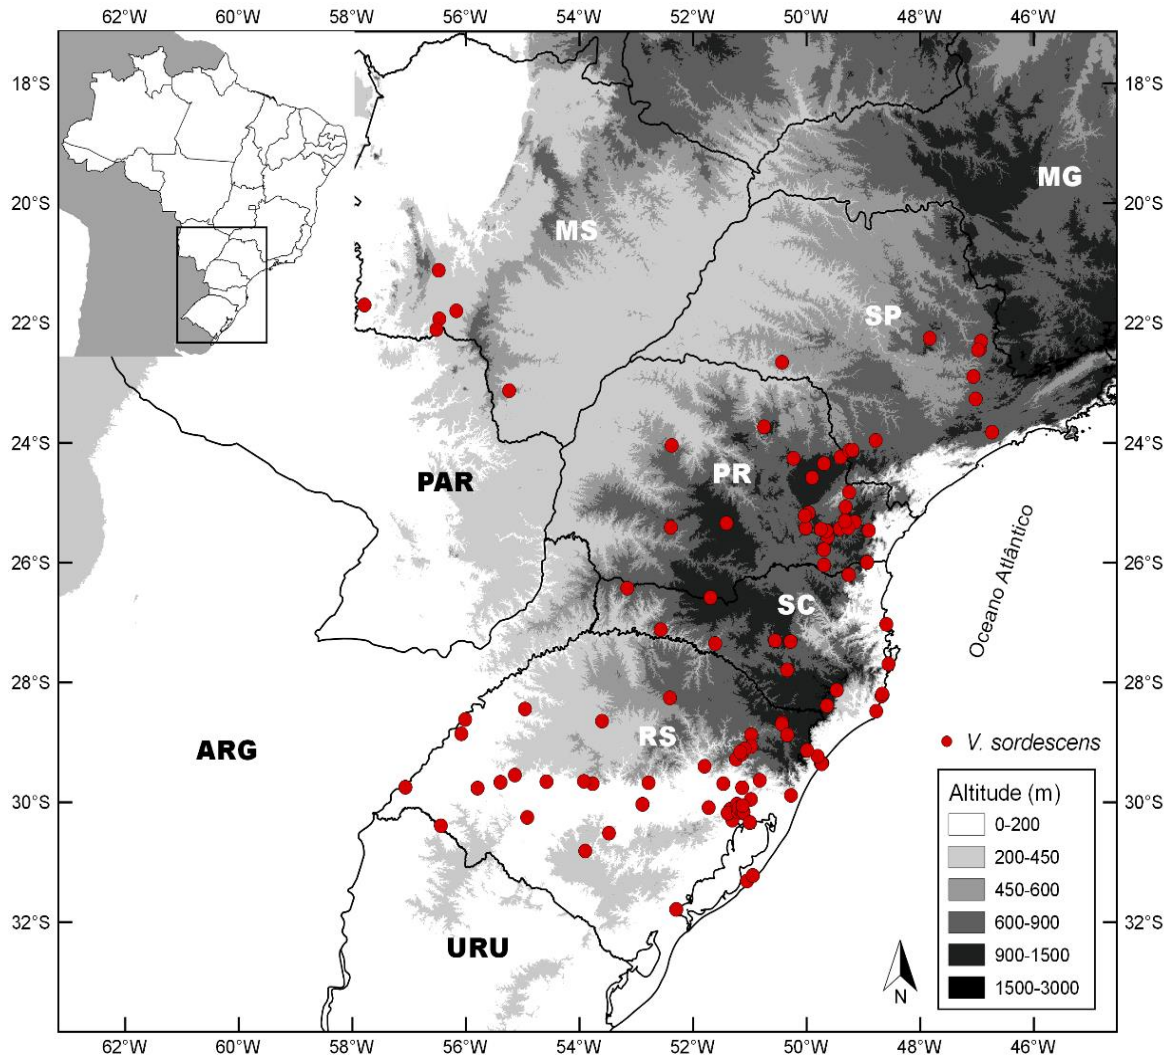 62°W 60°W 58°W 56°W 54°W 52°W 50°W 48°W 46°W
18°S 18°S
MG
20°S 20°S
MS
22°S SP 22°S
24°S 24°S
PR
PAR
26°S 26°S
SC
Oceano Atlântico
28°S 28°S
RS
ARG
V. sordescens
30°S 30°S
Altitude (m)
0-200
200-450
450-600
32°S 32°S
600-900
URU
900-1500
1500-3000
N
62°W 60°W 58°W 56°W 54°W 52°W 50°W 48°W 46°W